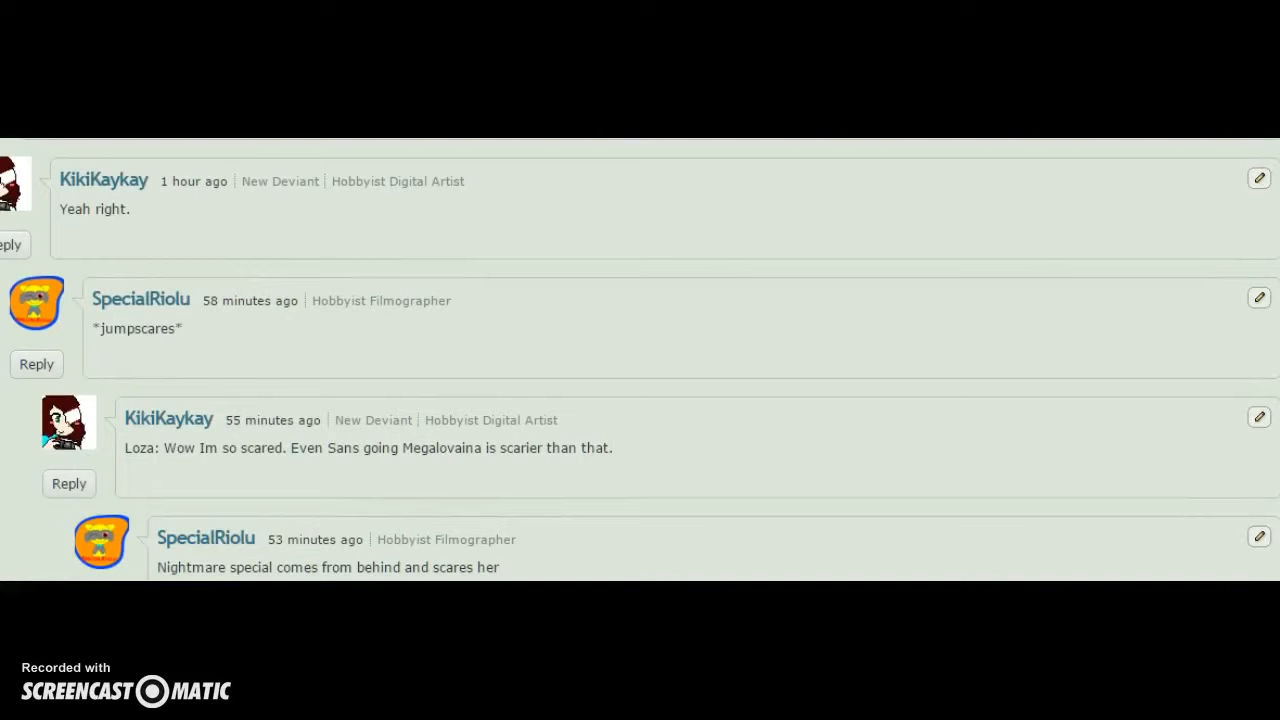 KikiKaykay 1 hour ago New Deviant Hobbyist Digital Artist
Yeah right.
eply
SpecialRiolu 58 minutes ago Hobbyist Filmographer
*jumpscares*
Reply
KikiKaykay 55 minutes ago New Deviant Hobbyist Digital Artist
Loza: Wow Im so scared. Even Sans going Megalovaina is scarier than that.
Reply
SpecialRiolu 53 minutes ago Hobbyist Filmographer
Nightmare special comes from behind and scares her
Recorded with
SCREENCAST MATIC